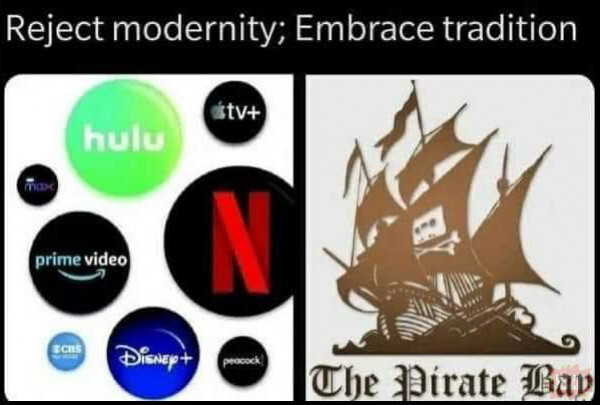 Reject modernity; Embrace tradition
hulu
tv+
max
N
prime video
CBS
Disney+
peacock
The Pirate Bay